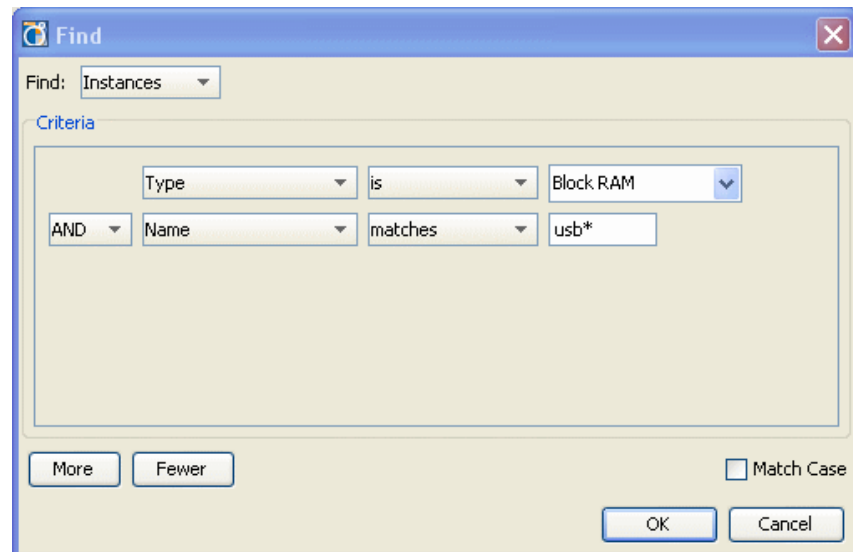 Find
Find: Instances
Criteria
Type is Block RAM
AND Name matches usb*
More Fewer Match Case
OK Cancel